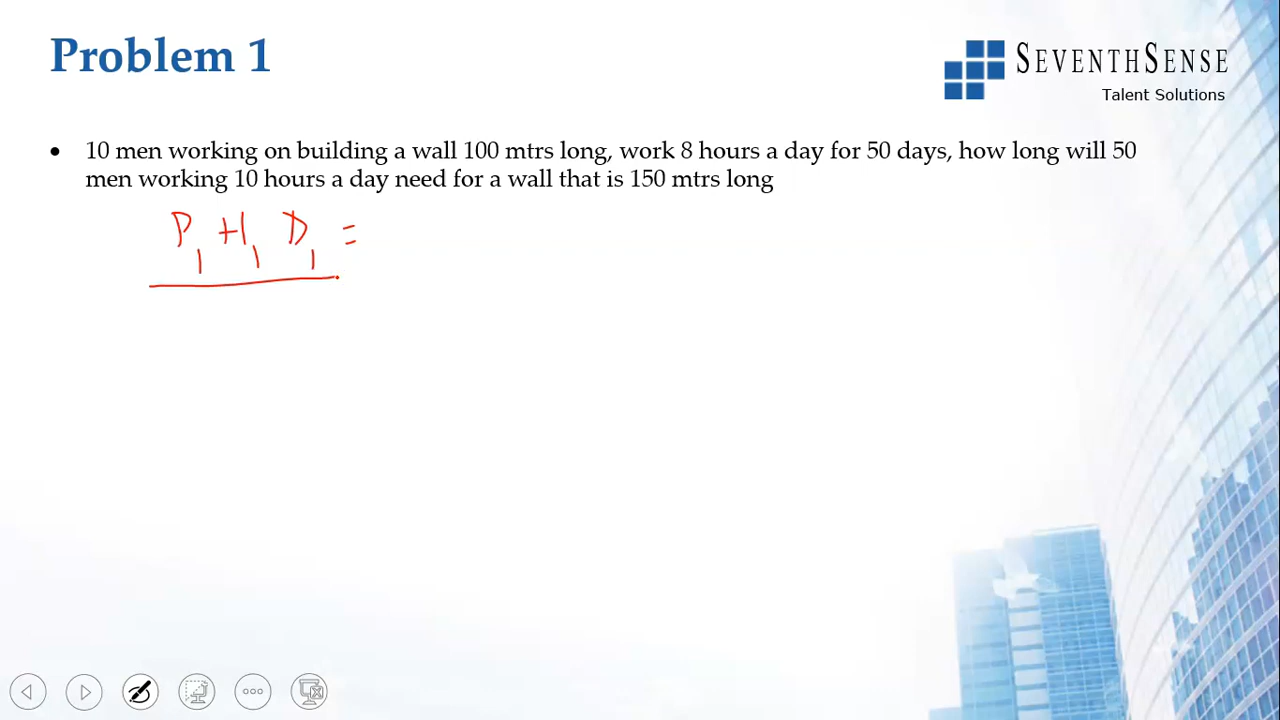 Problem 1
SEVENTHSENSE
Talent Solutions
• 10 men working on building a wall 100 mtrs long, work 8 hours a day for 50 days, how long will 50
men working 10 hours a day need for a wall that is 150 mtrs long
P₁ H₁ D₁ =